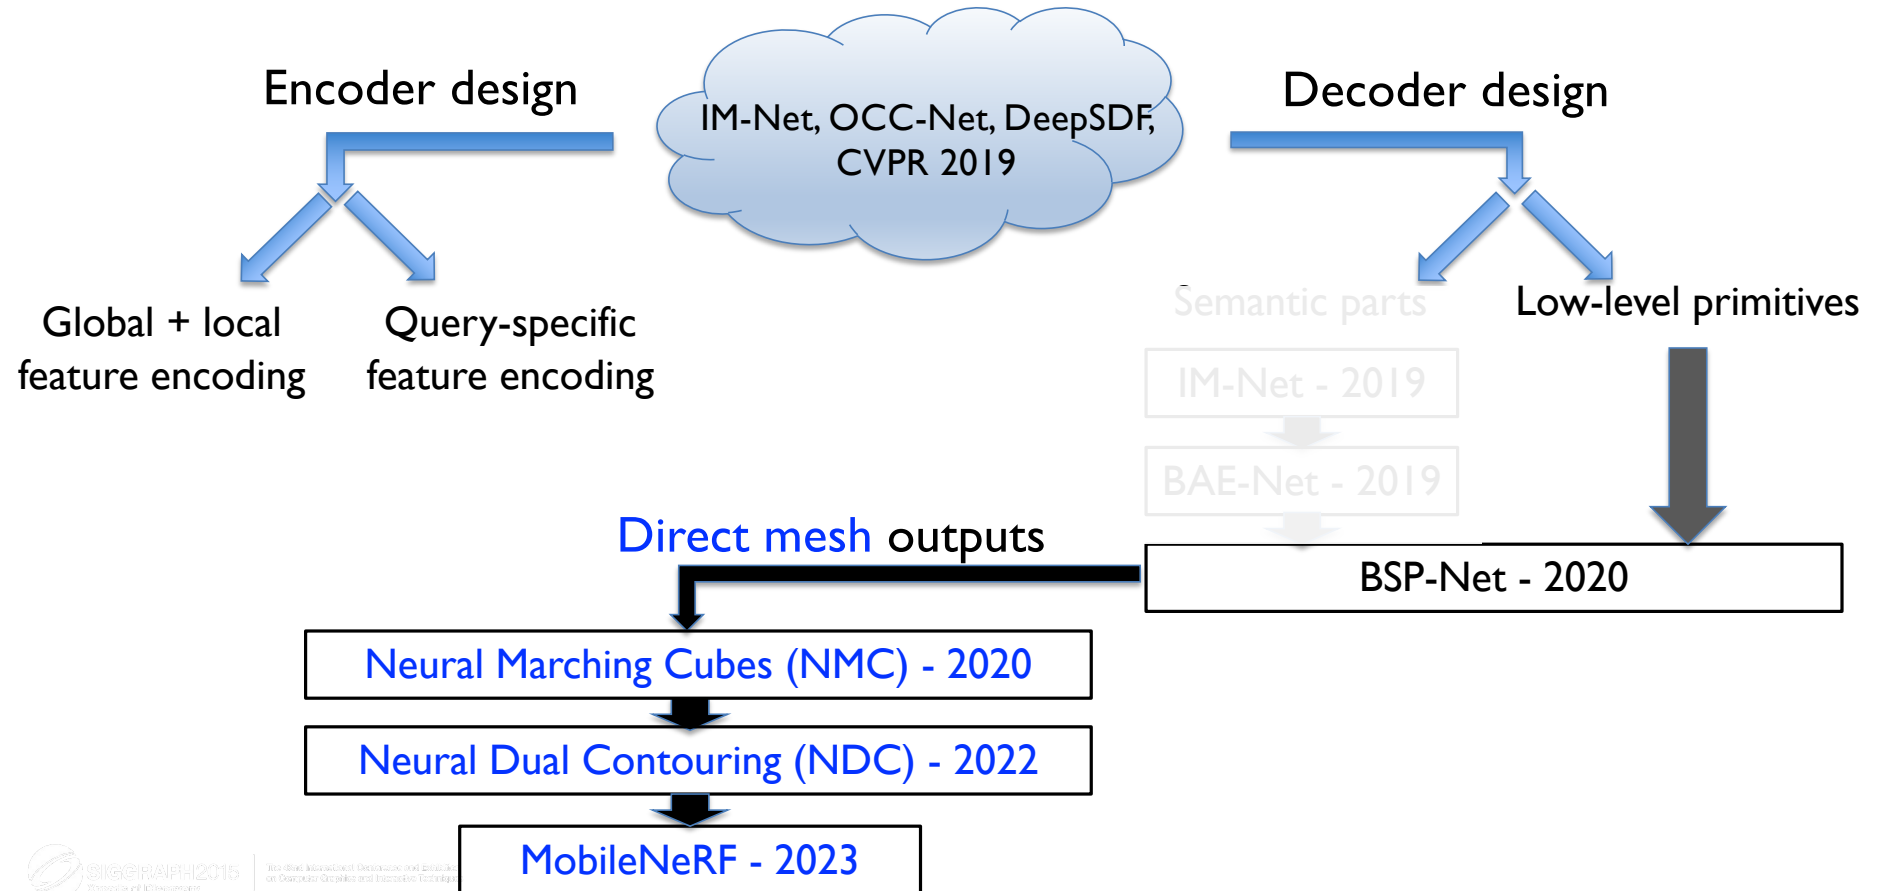 Encoder design
IM-Net, OCC-Net, DeepSDF,
CVPR 2019
Decoder design
Global + local
feature encoding
Query-specific
feature encoding
Semantic parts
Low-level primitives
IM-Net - 2019
BAE-Net - 2019
Direct mesh outputs
BSP-Net - 2020
Neural Marching Cubes (NMC) - 2020
Neural Dual Contouring (NDC) - 2022
MobileNeRF - 2023
SIGGRAPH2015